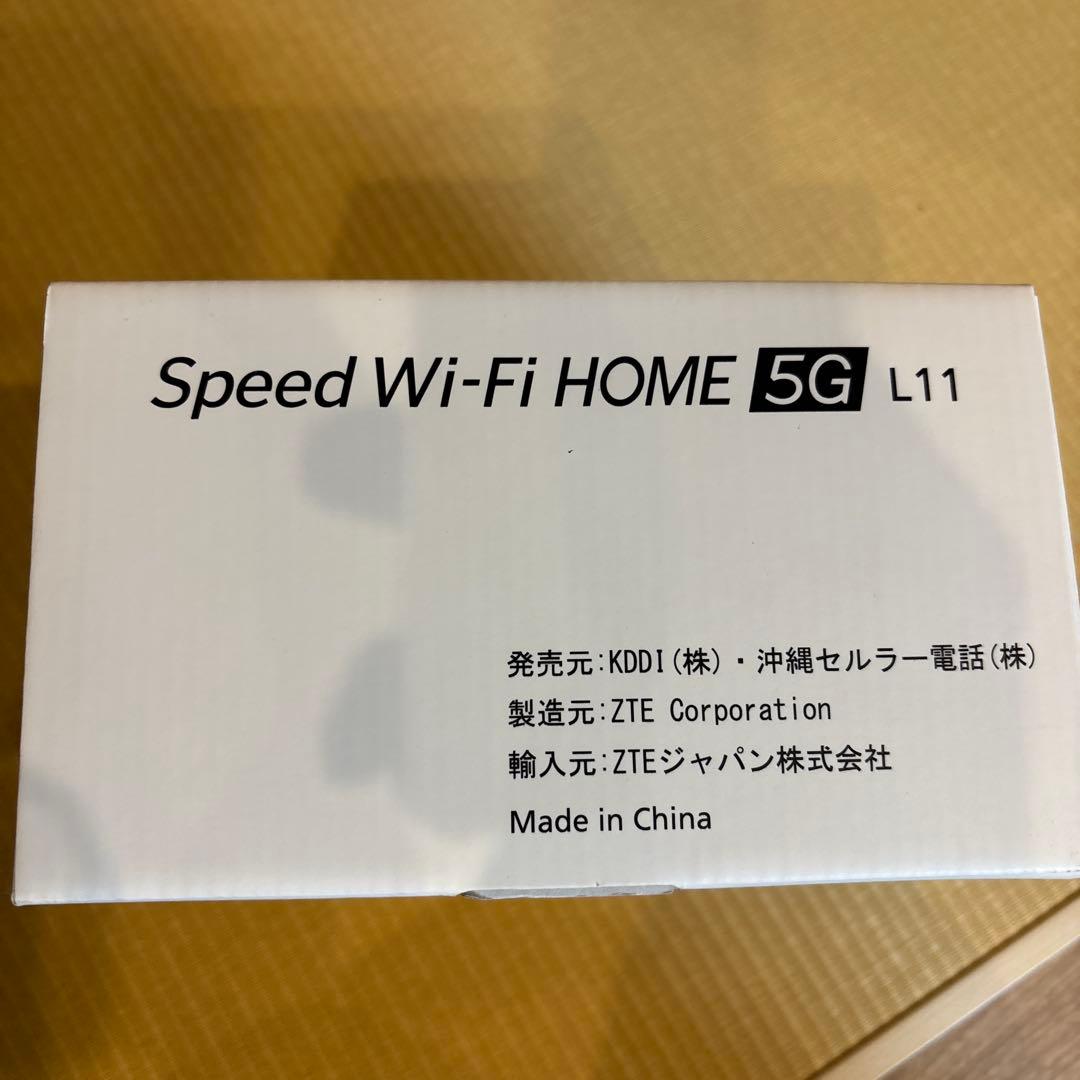 Speed Wi-Fi HOME 5G L11
発売元:KDDI(株)・沖縄セルラー電話(株)
製造元:ZTE Corporation
輸入元:ZTEジャパン株式会社
Made in China